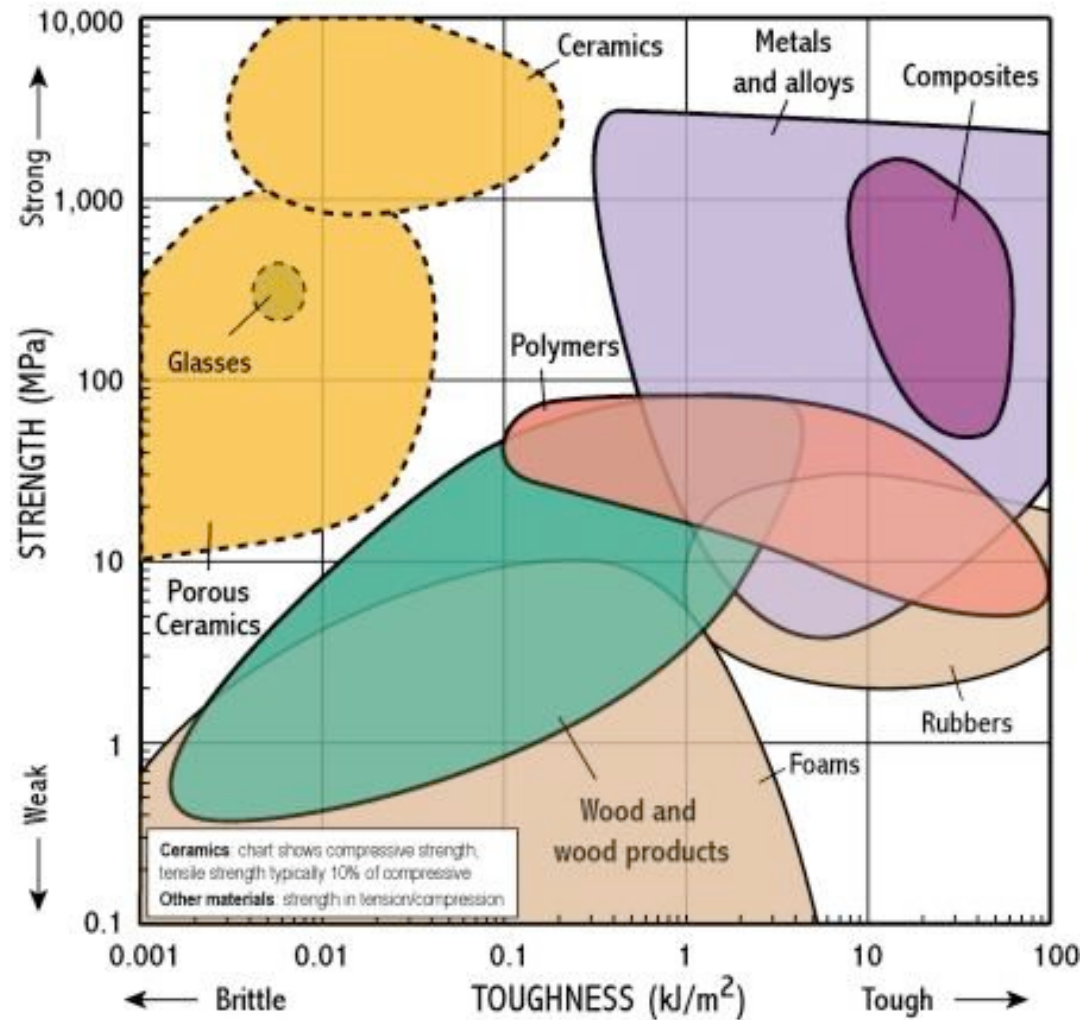 10,000
1,000
100
10
1
0.1
Strong
STRENGTH (MPa)
Weak
Ceramics
Metals
and alloys
Composites
Glasses
Polymers
Porous
Ceramics
Rubbers
Foams
Wood and
wood products
Ceramics: chart shows compressive strength,
tensile strength typically 10% of compressive
Other materials: strength in tension/compression
0.001
0.01
0.1
1
10
100
Brittle
TOUGHNESS (kJ/m²)
Tough